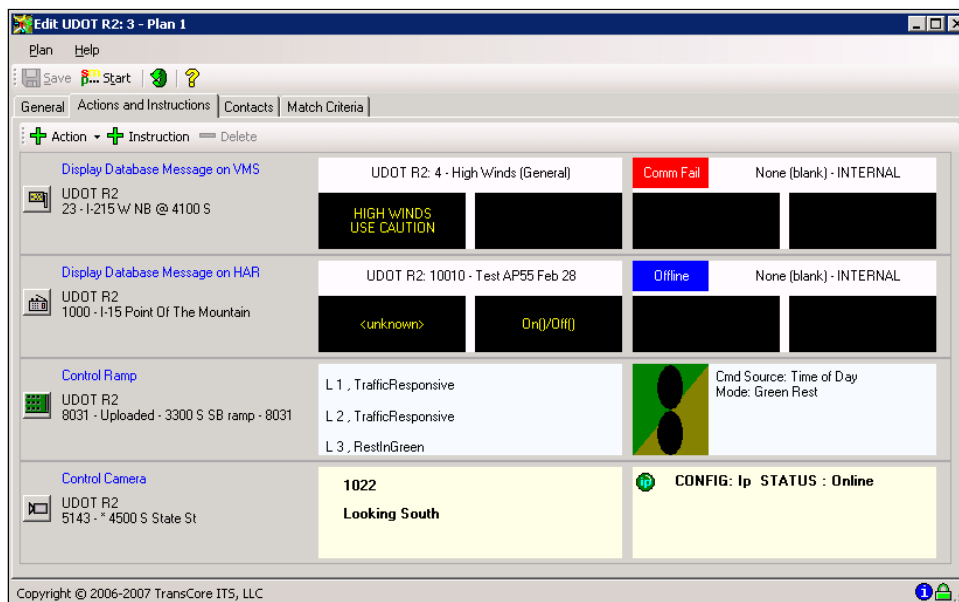 Edit UDOT R2: 3 - Plan 1
Plan Help
Save Start
General Actions and Instructions Contacts Match Criteria
Action Instruction Delete
Display Database Message on VMS
UDOT R2
23 - I-215 W NB @ 4100 S
UDOT R2: 4 - High Winds (General)
HIGH WINDS
USE CAUTION
Comm Fail
None (blank) - INTERNAL
Display Database Message on HAR
UDOT R2
1000 - I-15 Point Of The Mountain
UDOT R2: 10010 - Test AP55 Feb 28
<unknown>
On()/Off()
Offline
None (blank) - INTERNAL
Control Ramp
UDOT R2
8031 - Uploaded - 3300 S SB ramp - 8031
L 1 , TrafficResponsive
L 2 , TrafficResponsive
L 3 , RestInGreen
Cmd Source: Time of Day
Mode: Green Rest
Control Camera
UDOT R2
5143 - * 4500 S State St
1022
Looking South
ip
CONFIG: Ip STATUS : Online
Copyright © 2006-2007 TransCore ITS, LLC